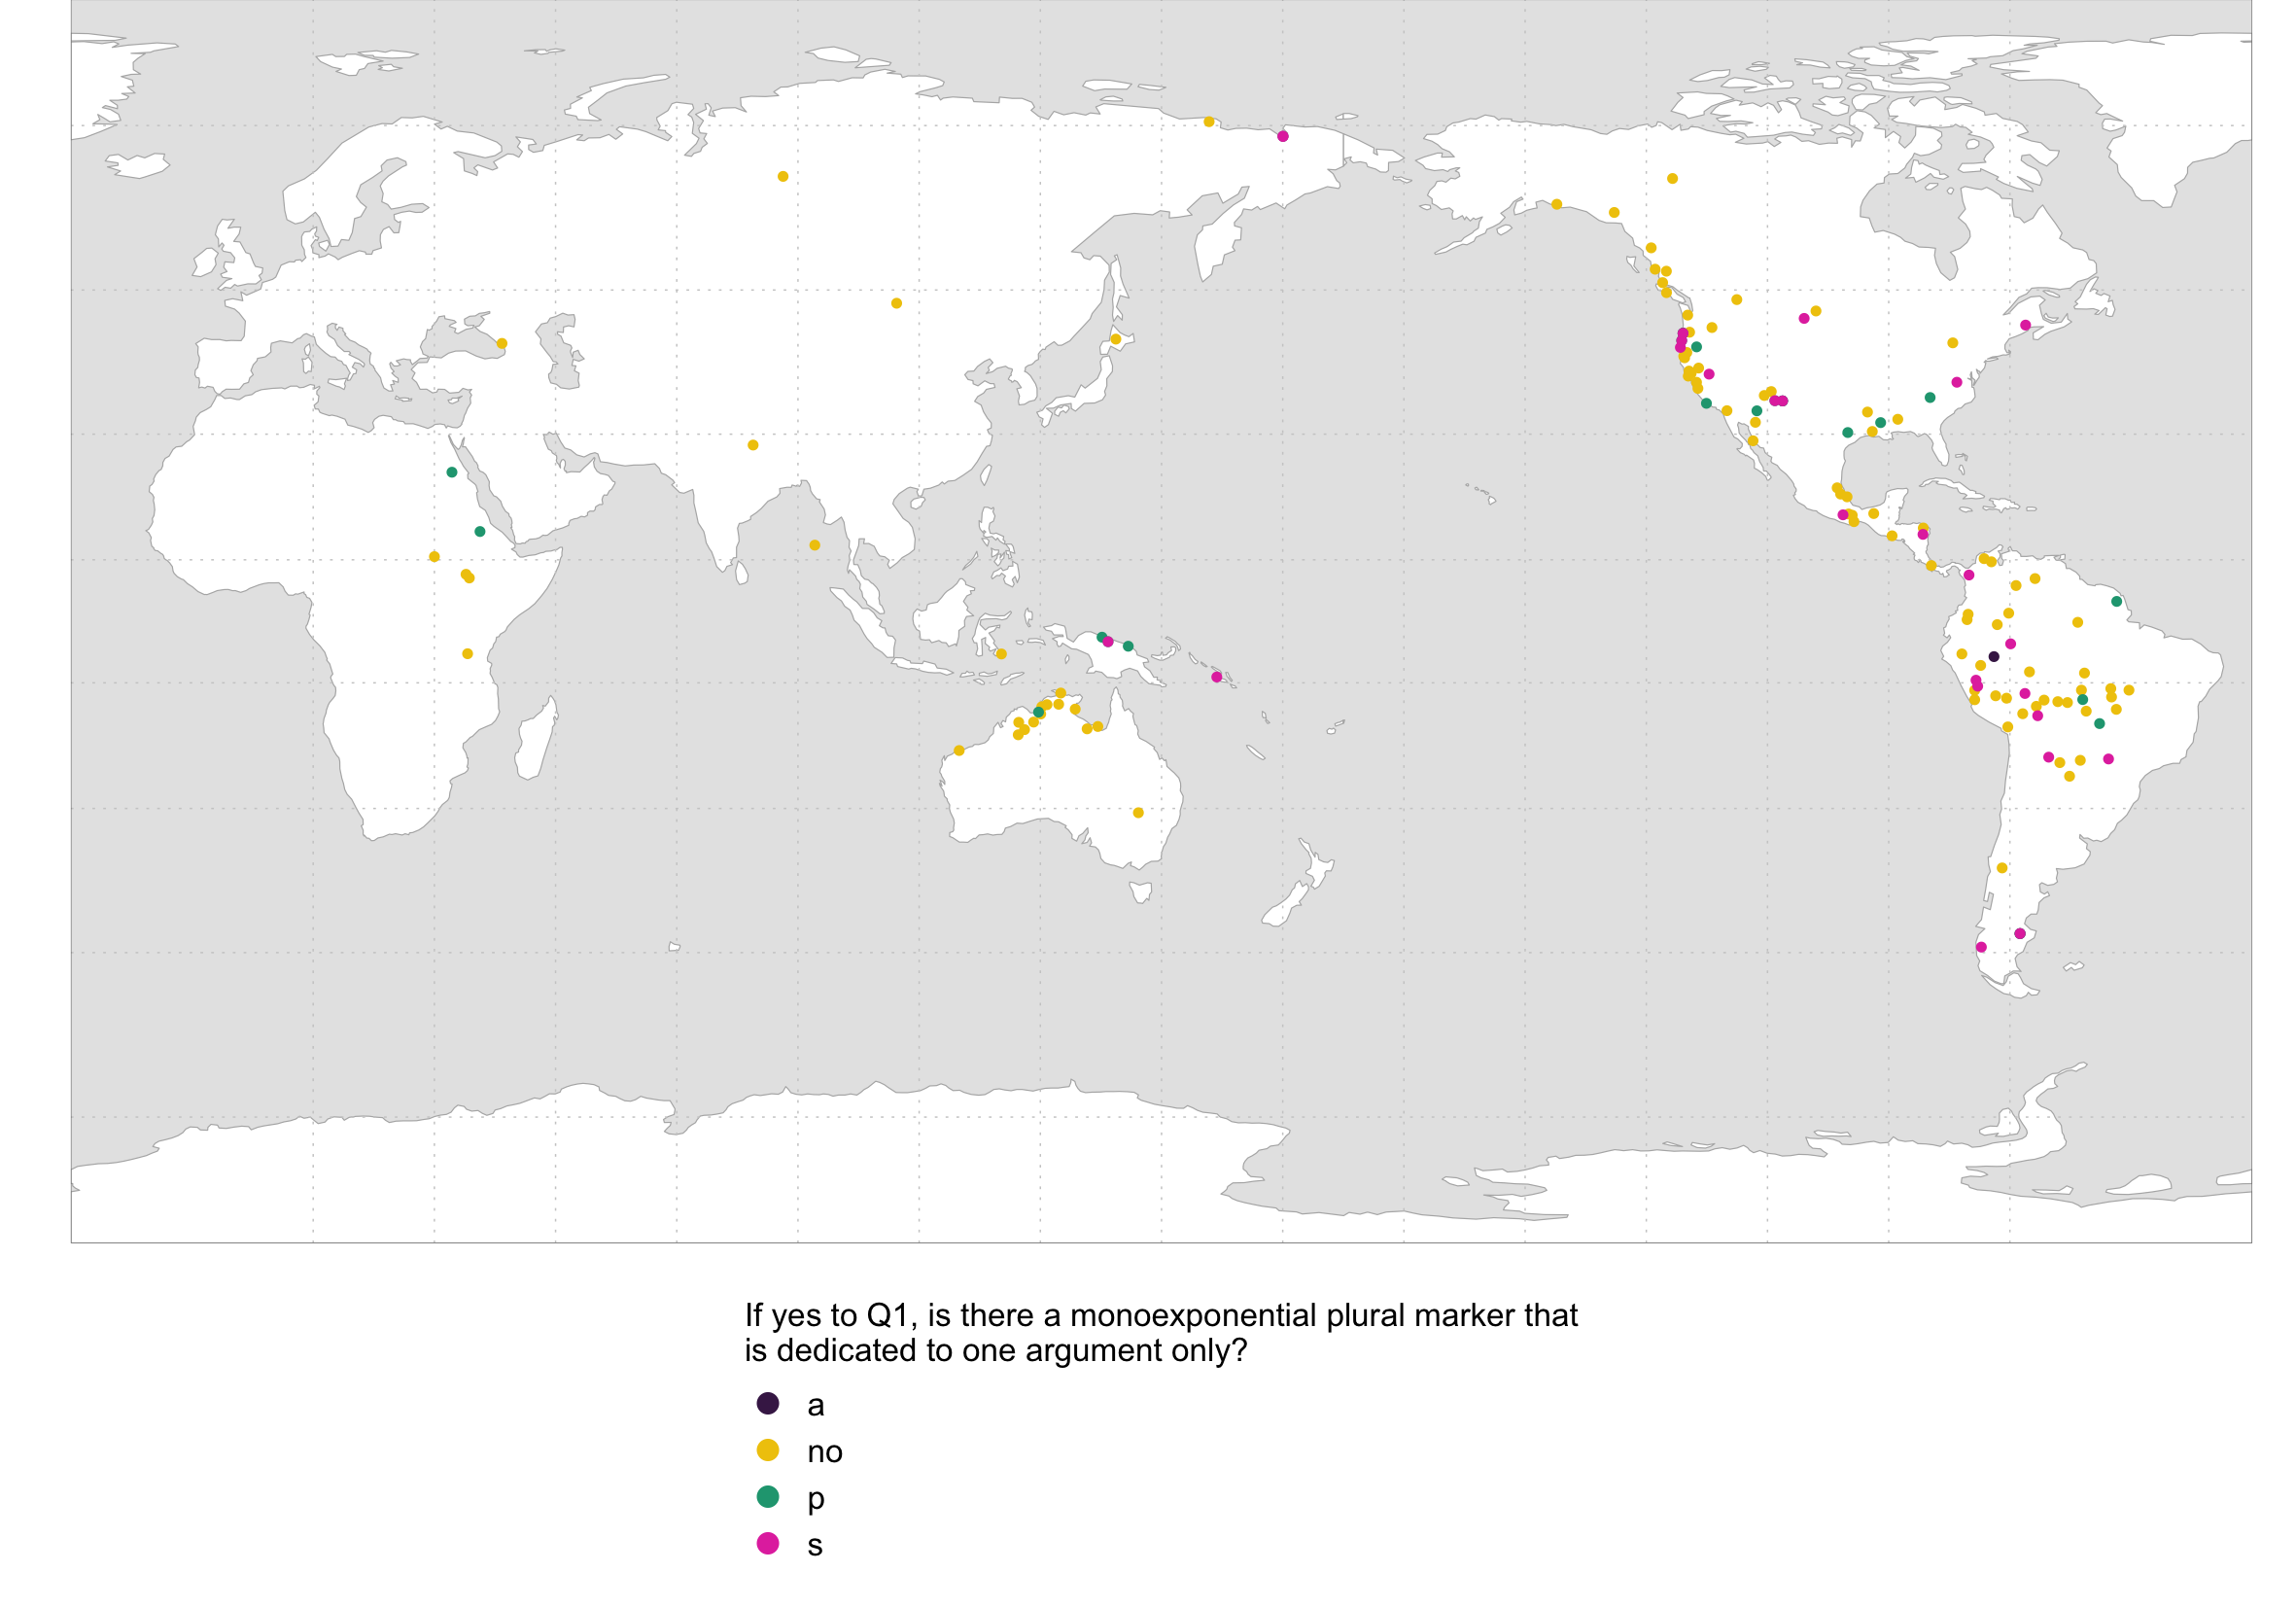 If yes to Q1, is there a monoexponential plural marker that
is dedicated to one argument only?
a
no
p
s